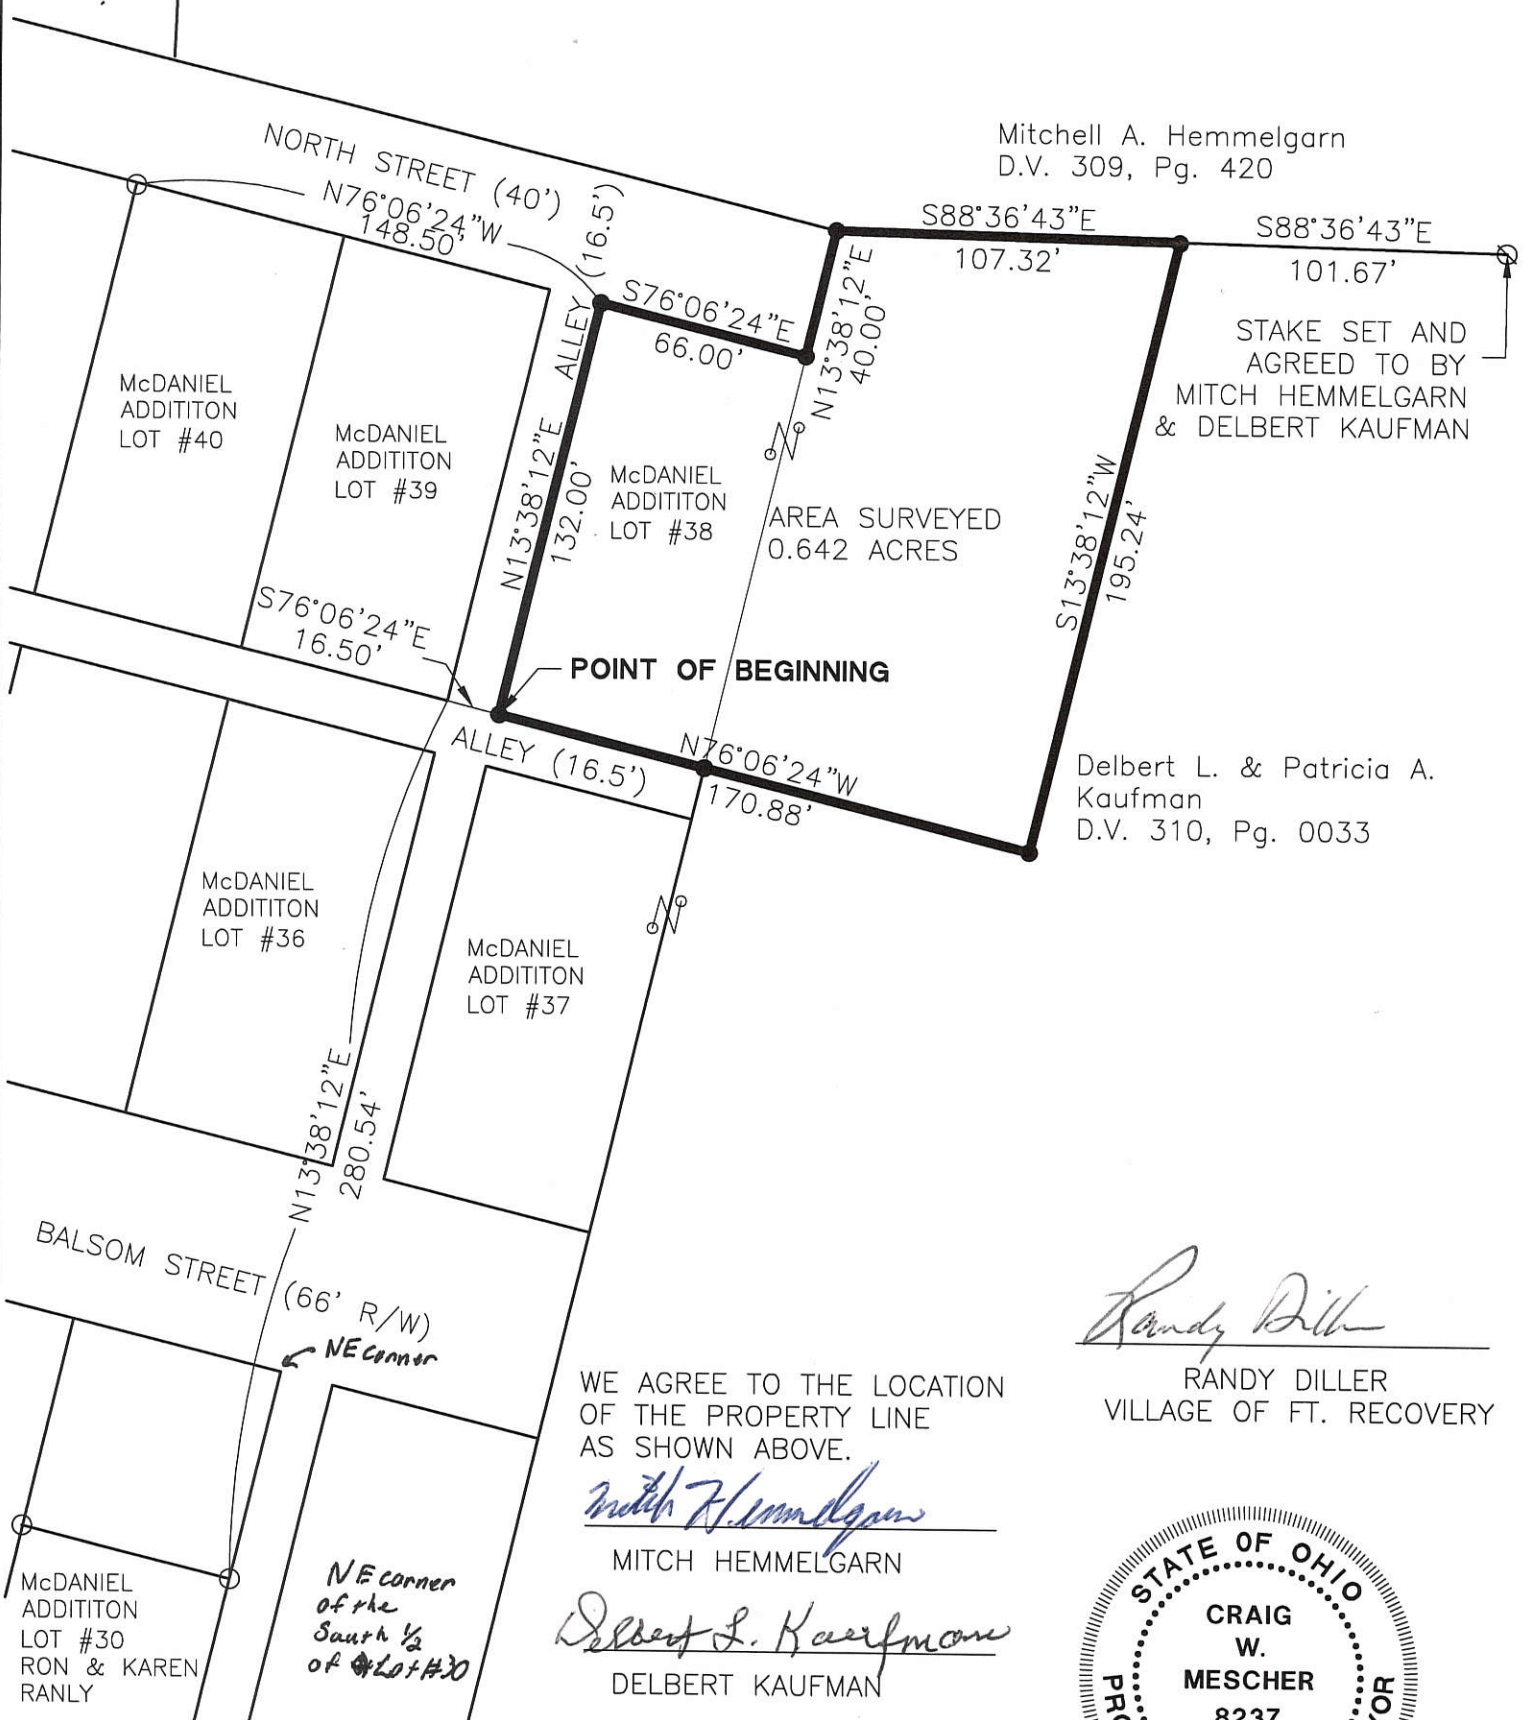 Mitchell A. Hemmelgarn
D.V. 309, Pg. 420
NORTH STREET (40')
N76°06'24"W
148.50'
ALLEY (16.5')
S88°36'43"E
107.32'
S88°36'43"E
101.67'
S76°06'24"E
66.00'
N13°38'12"E
40.00'
STAKE SET AND
AGREED TO BY
MITCH HEMMELGARN
& DELBERT KAUFMAN
McDANIEL
ADDITITON
LOT #40
McDANIEL
ADDITITON
LOT #39
N13°38'12"E
132.00'
McDANIEL
ADDITITON
LOT #38
AREA SURVEYED
0.642 ACRES
S13°38'12"W
195.24'
S76°06'24"E
16.50'
POINT OF BEGINNING
ALLEY (16.5')
N76°06'24"W
170.88'
Delbert L. & Patricia A.
Kaufman
D.V. 310, Pg. 0033
McDANIEL
ADDITITON
LOT #36
McDANIEL
ADDITITON
LOT #37
N13°38'12"E
280.54'
BALSOM STREET (66' R/W)
NE corner
Randy Diller
RANDY DILLER
VILLAGE OF FT. RECOVERY
WE AGREE TO THE LOCATION
OF THE PROPERTY LINE
AS SHOWN ABOVE.
Mitch Hemmelgarn
MITCH HEMMELGARN
Delbert L. Kaufman
DELBERT KAUFMAN
McDANIEL
ADDITITON
LOT #30
RON & KAREN
RANLY
NE corner
of the
South 1/2
of Lot #30
STATE OF OHIO
CRAIG
W.
MESCHER
8237